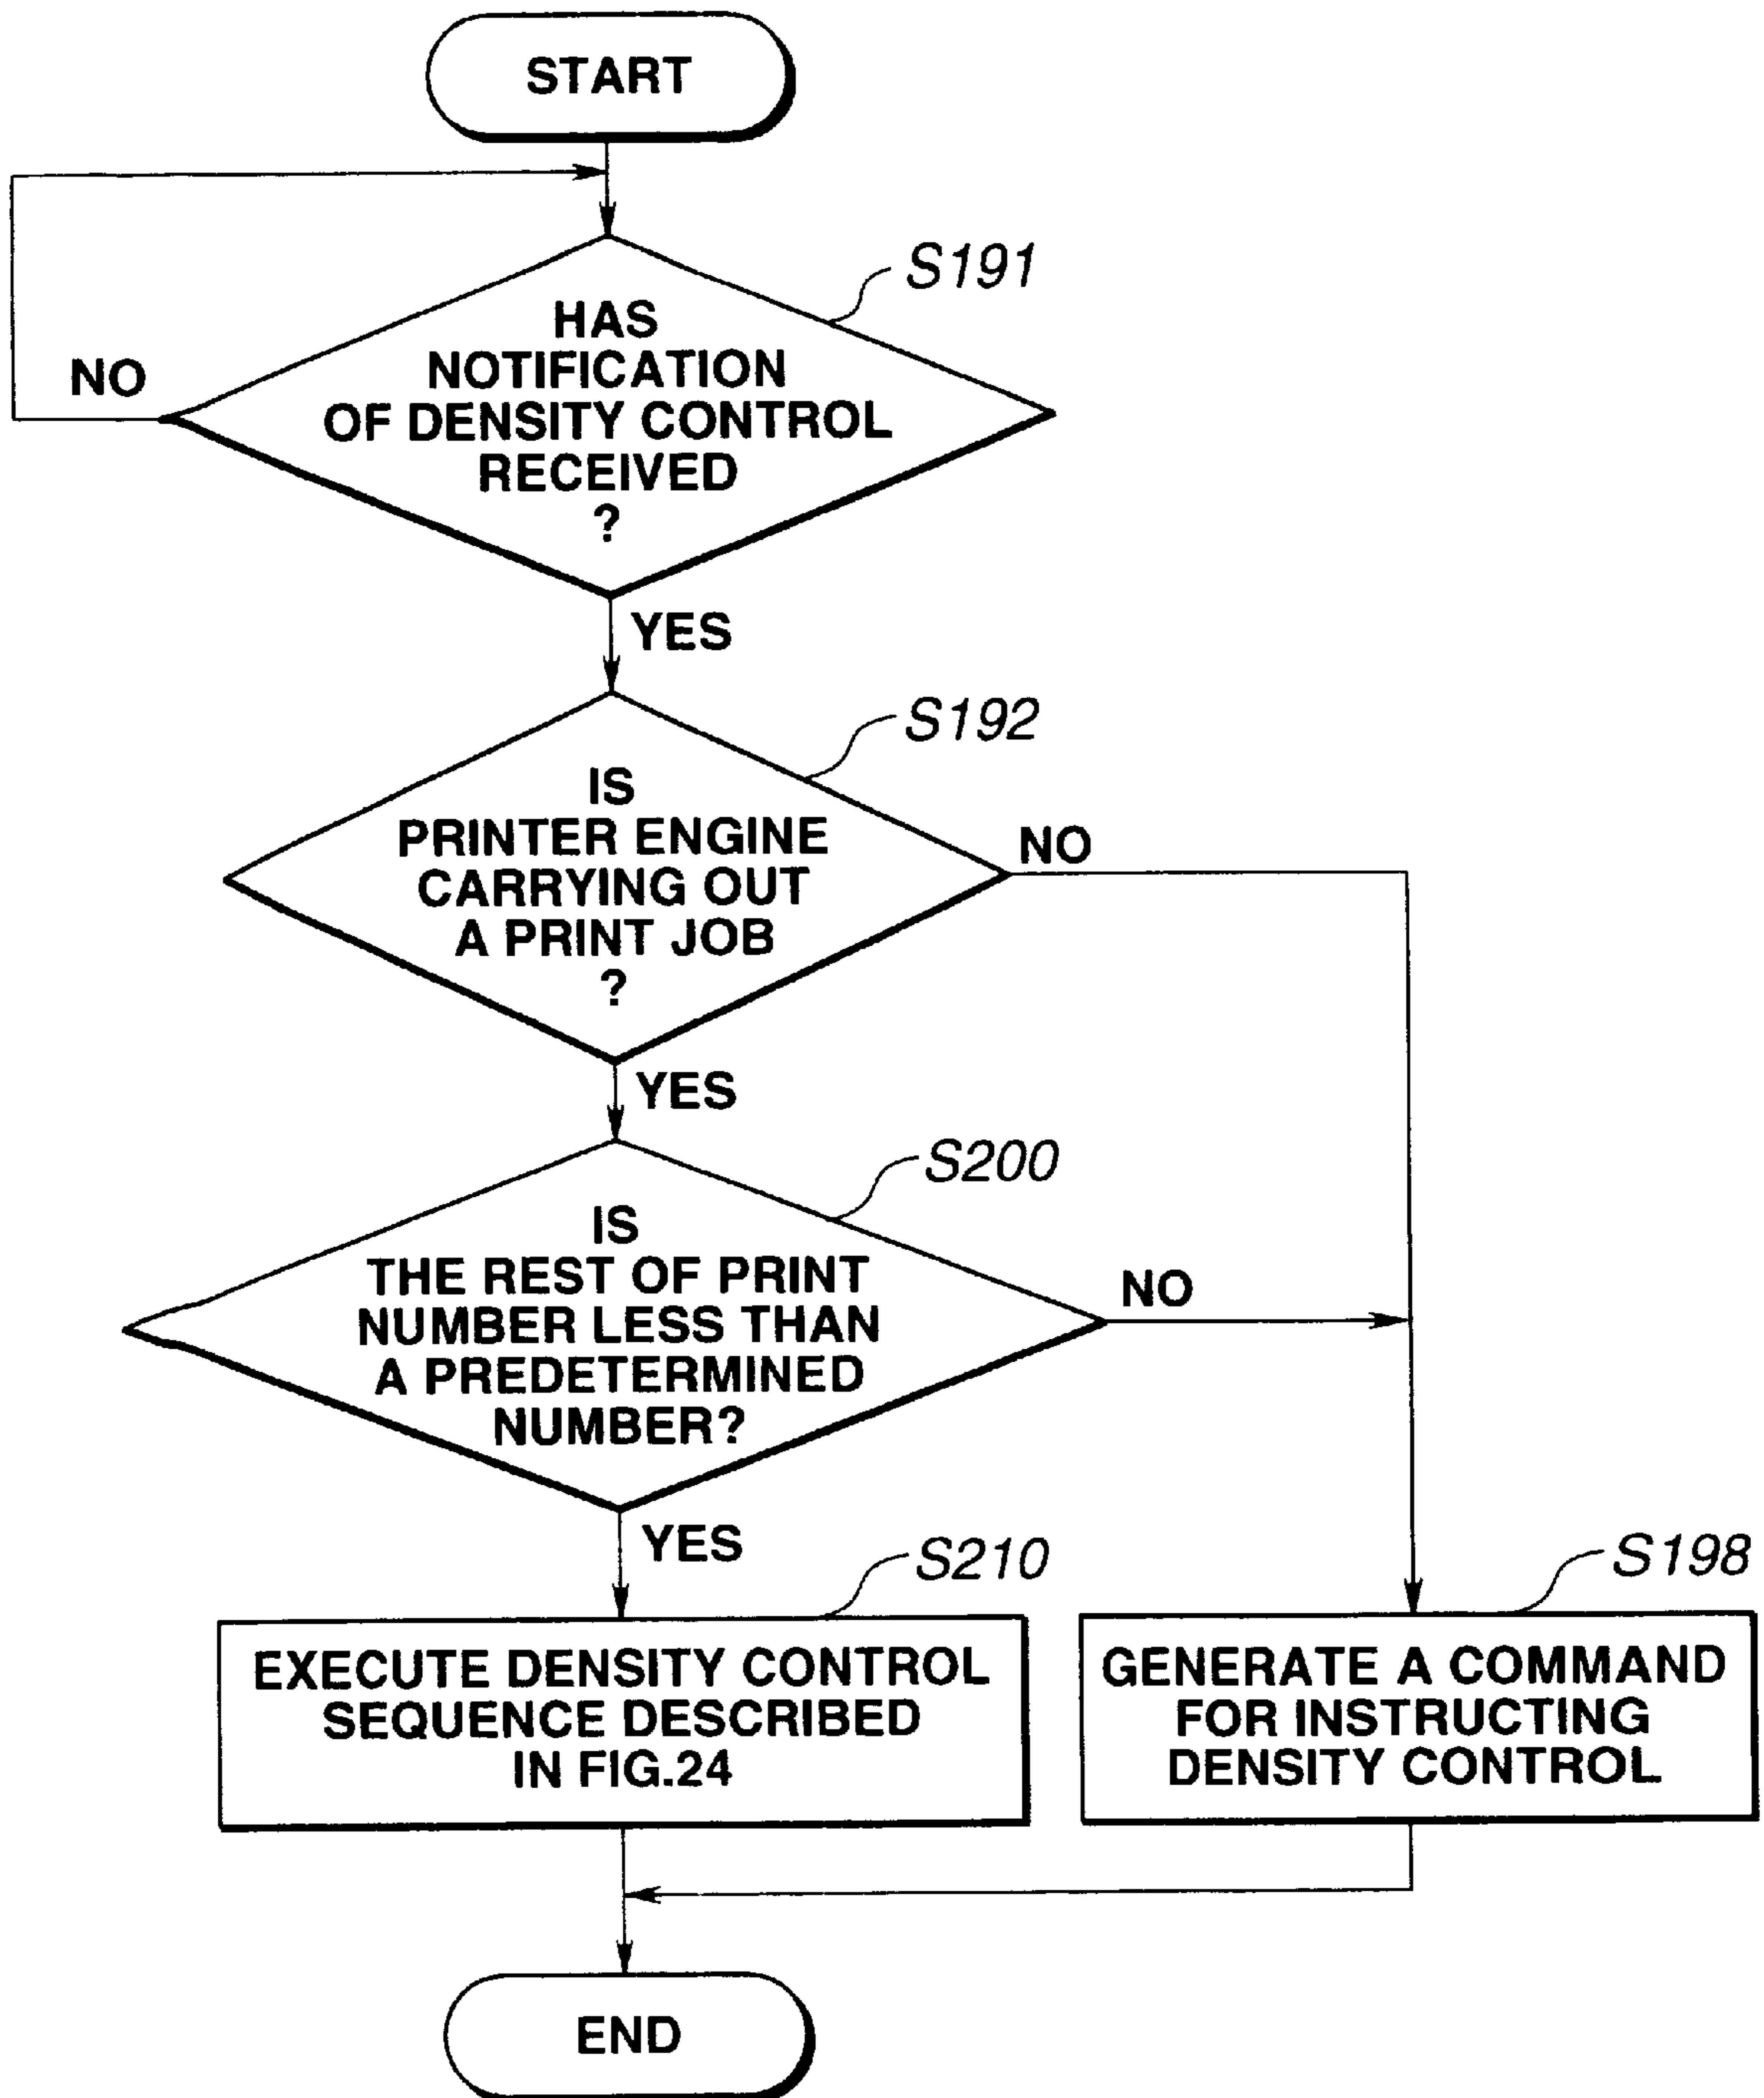 START
S191
HAS
NOTIFICATION
OF DENSITY CONTROL
RECEIVED
?
NO
YES
S192
IS
PRINTER ENGINE
CARRYING OUT
A PRINT JOB
?
NO
YES
S200
IS
THE REST OF PRINT
NUMBER LESS THAN
A PREDETERMINED
NUMBER?
NO
YES
S210
EXECUTE DENSITY CONTROL
SEQUENCE DESCRIBED
IN FIG.24
S198
GENERATE A COMMAND
FOR INSTRUCTING
DENSITY CONTROL
END